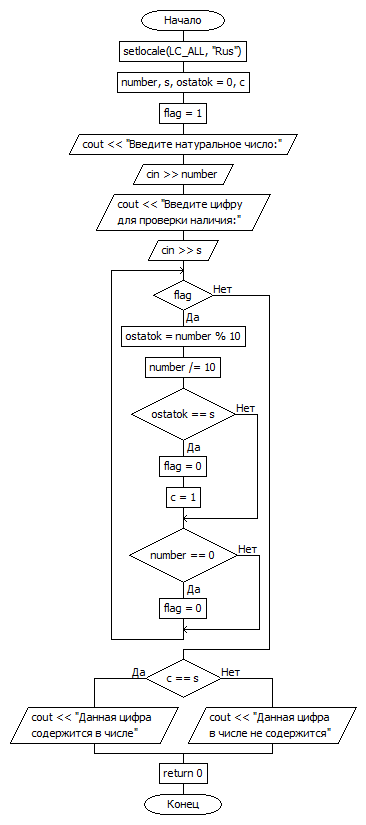 Начало
setlocale(LC_ALL, "Rus")
number, s, ostatok = 0, c
flag = 1
cout << "Введите натуральное число:"
cin >> number
cout << "Введите цифру
для проверки наличия:"
cin >> s
flag
Нет
Да
ostatok = number % 10
number /= 10
ostatok == s
Нет
Да
flag = 0
c = 1
number == 0
Нет
Да
flag = 0
Да
c == s
Нет
cout << "Данная цифра
содержится в числе"
cout << "Данная цифра
в числе не содержится"
return 0
Конец